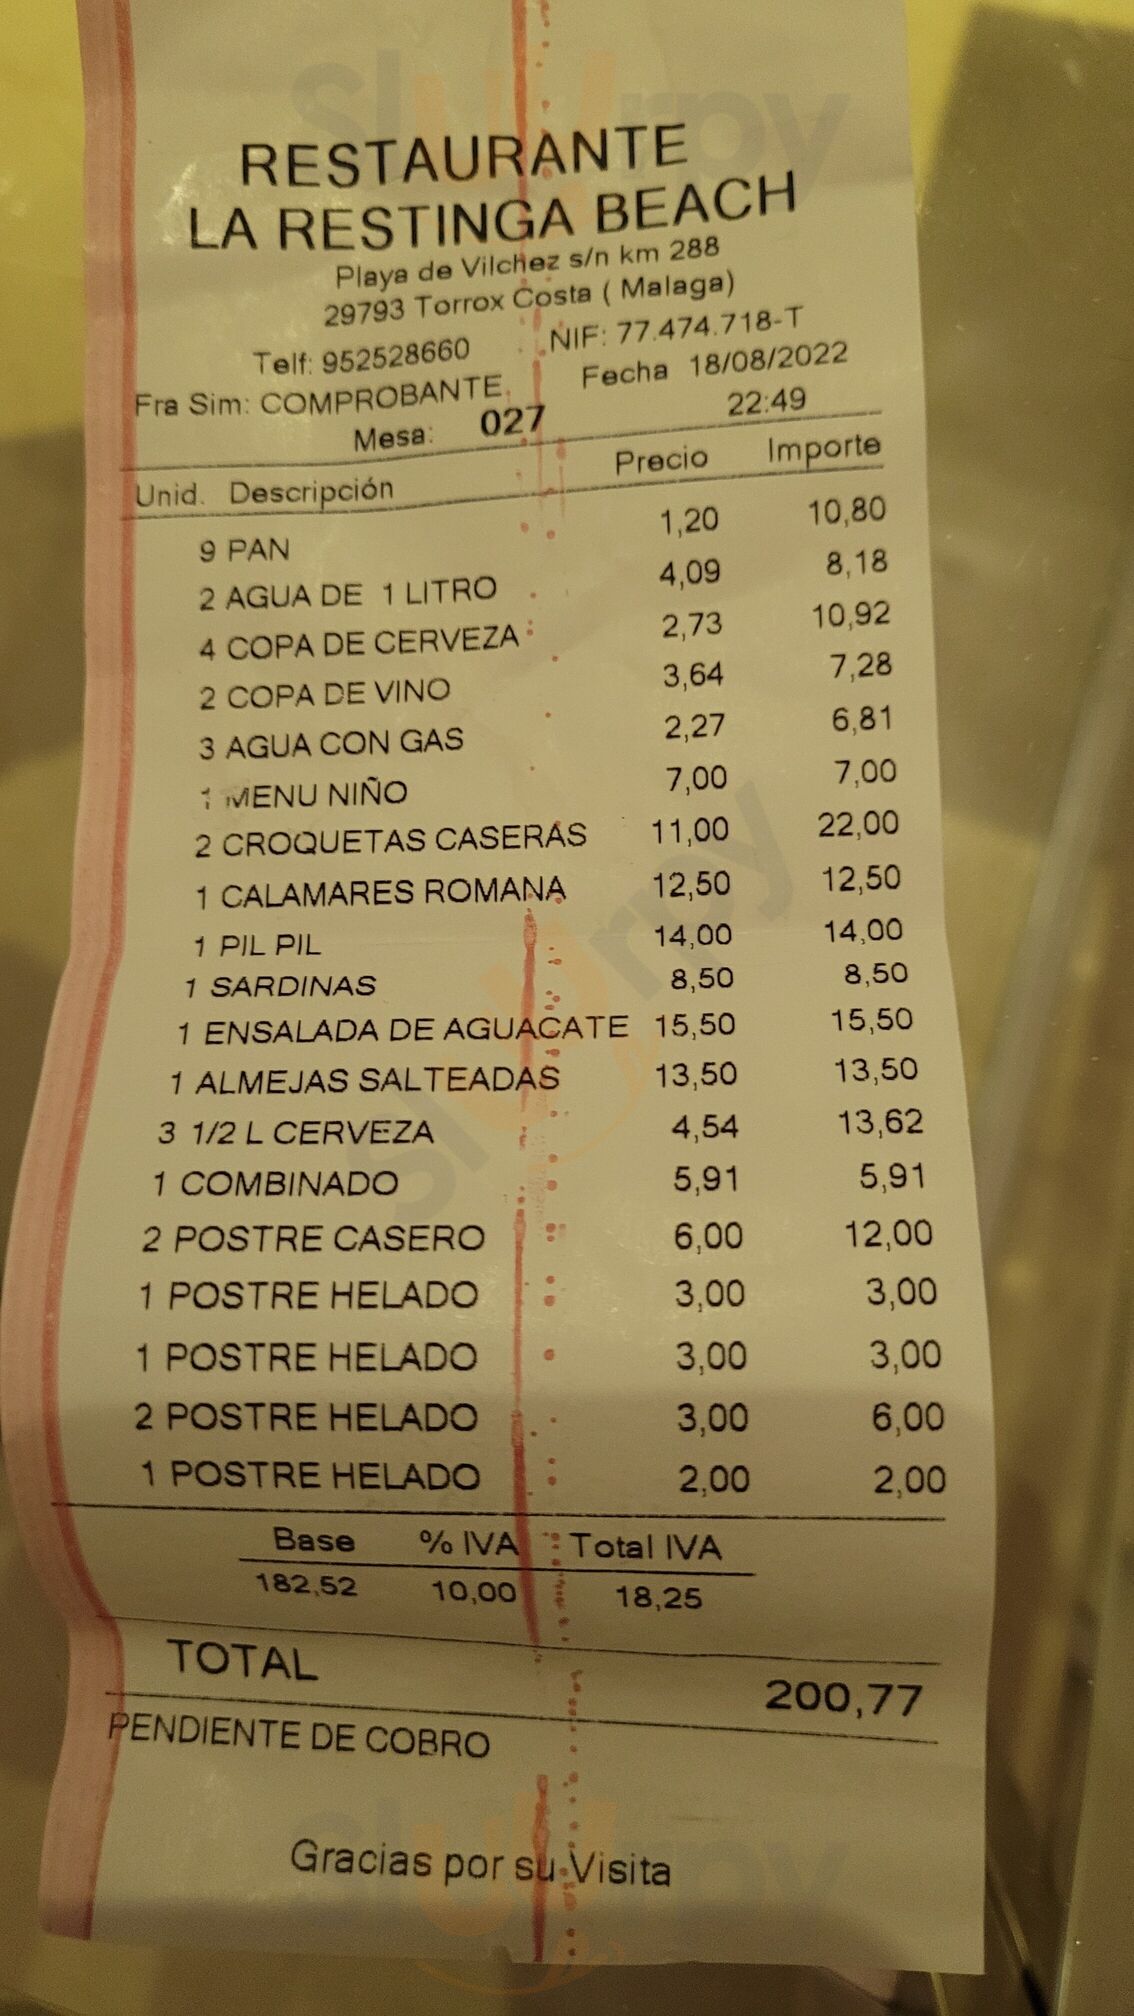 RESTAURANTE
LA RESTINGA BEACH
Playa de Vilchez s/n km 288
29793 Torrox Costa ( Malaga)
Telf: 952528660 NIF: 77.474.718-T
Fra Sim: COMPROBANTE. Fecha 18/08/2022
Mesa: 027 22:49
Unid. Descripción Precio Importe
9 PAN 1,20 10,80
2 AGUA DE 1 LITRO 4,09 8,18
4 COPA DE CERVEZA 2,73 10,92
2 COPA DE VINO 3,64 7,28
3 AGUA CON GAS 2,27 6,81
1 MENU NIÑO 7,00 7,00
2 CROQUETAS CASERAS 11,00 22,00
1 CALAMARES ROMANA 12,50 12,50
1 PIL PIL 14,00 14,00
1 SARDINAS 8,50 8,50
1 ENSALADA DE AGUACATE 15,50 15,50
1 ALMEJAS SALTEADAS 13,50 13,50
3 1/2 L CERVEZA 4,54 13,62
1 COMBINADO 5,91 5,91
2 POSTRE CASERO 6,00 12,00
1 POSTRE HELADO 3,00 3,00
1 POSTRE HELADO 3,00 3,00
2 POSTRE HELADO 3,00 6,00
1 POSTRE HELADO 2,00 2,00
Base % IVA Total IVA
182,52 10,00 18,25
TOTAL 200,77
PENDIENTE DE COBRO
Gracias por su Visita
slurrpy
slurrpy
slurrpy